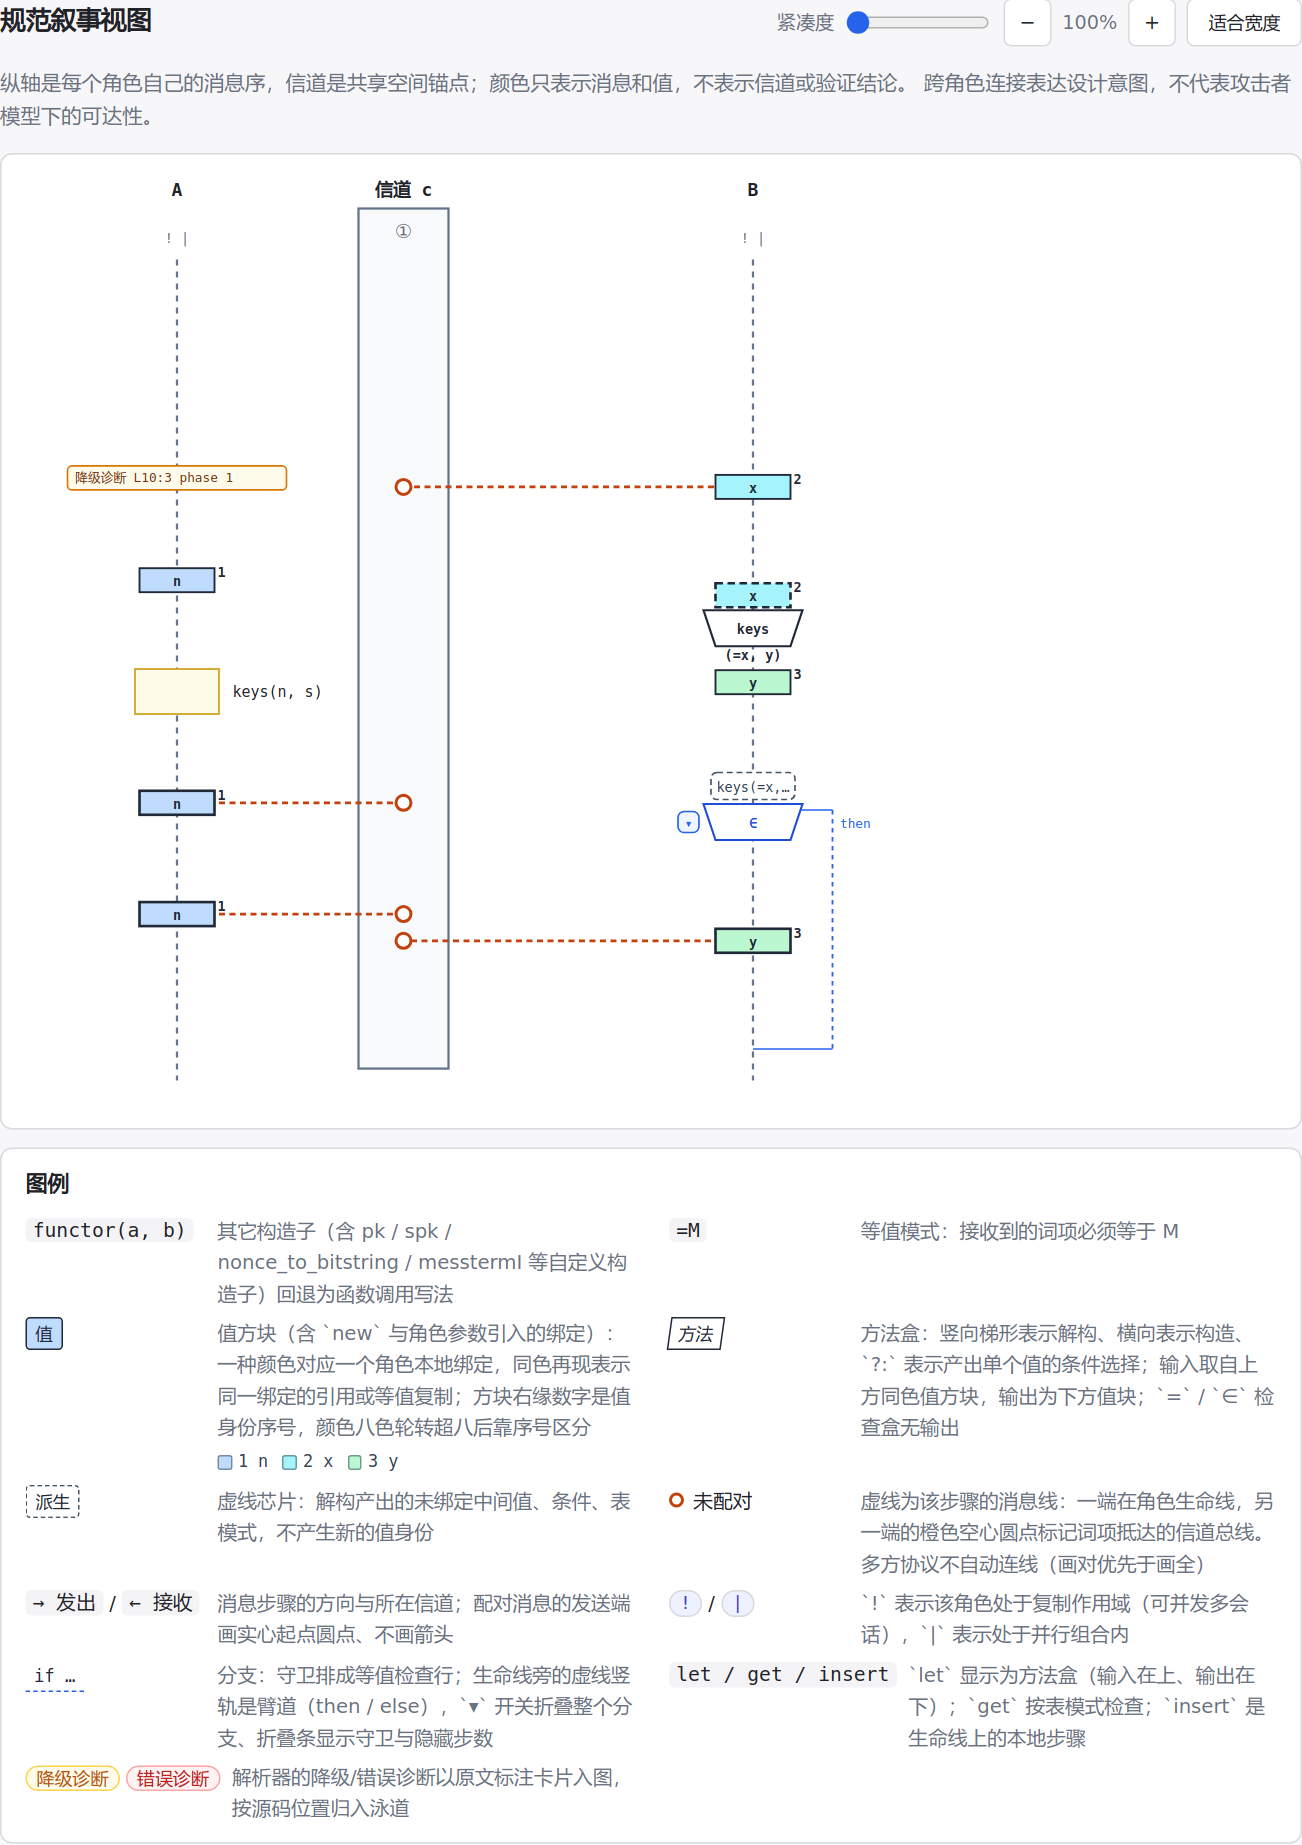 规范叙事视图
紧凑度
−
100%
+
适合宽度
纵轴是每个角色自己的消息序，信道是共享空间锚点；颜色只表示消息和值，不表示信道或验证结论。 跨角色连接表达设计意图，不代表攻击者
模型下的可达性。
A
信道 c
B
! |
①
! |
降级诊断 L10:3 phase 1
x 2
n 1
x 2
keys
(=x, y)
y 3
keys(n, s)
keys(=x,…
n 1
▾
∈
then
n 1
y 3
图例
functor(a, b)
其它构造子（含 pk / spk /
nonce_to_bitstring / messtermI 等自定义构
造子）回退为函数调用写法
=M
等值模式：接收到的词项必须等于 M
值
值方块（含 `new` 与角色参数引入的绑定）：
一种颜色对应一个角色本地绑定，同色再现表示
同一绑定的引用或等值复制；方块右缘数字是值
身份序号，颜色八色轮转超八后靠序号区分
1 n 2 x 3 y
方法
方法盒：竖向梯形表示解构、横向表示构造、
`?:` 表示产出单个值的条件选择；输入取自上
方同色值方块，输出为下方值块；`=` / `∈` 检
查盒无输出
派生
虚线芯片：解构产出的未绑定中间值、条件、表
模式，不产生新的值身份
未配对
虚线为该步骤的消息线：一端在角色生命线，另
一端的橙色空心圆点标记词项抵达的信道总线。
多方协议不自动连线（画对优先于画全）
→ 发出 / ← 接收
消息步骤的方向与所在信道；配对消息的发送端
画实心起点圆点、不画箭头
! / |
`!` 表示该角色处于复制作用域（可并发多会
话），`|` 表示处于并行组合内
if …
分支：守卫排成等值检查行；生命线旁的虚线竖
轨是臂道（then / else），`▾` 开关折叠整个分
支、折叠条显示守卫与隐藏步数
let / get / insert
`let` 显示为方法盒（输入在上、输出在
下）；`get` 按表模式检查；`insert` 是
生命线上的本地步骤
降级诊断 错误诊断
解析器的降级/错误诊断以原文标注卡片入图，
按源码位置归入泳道